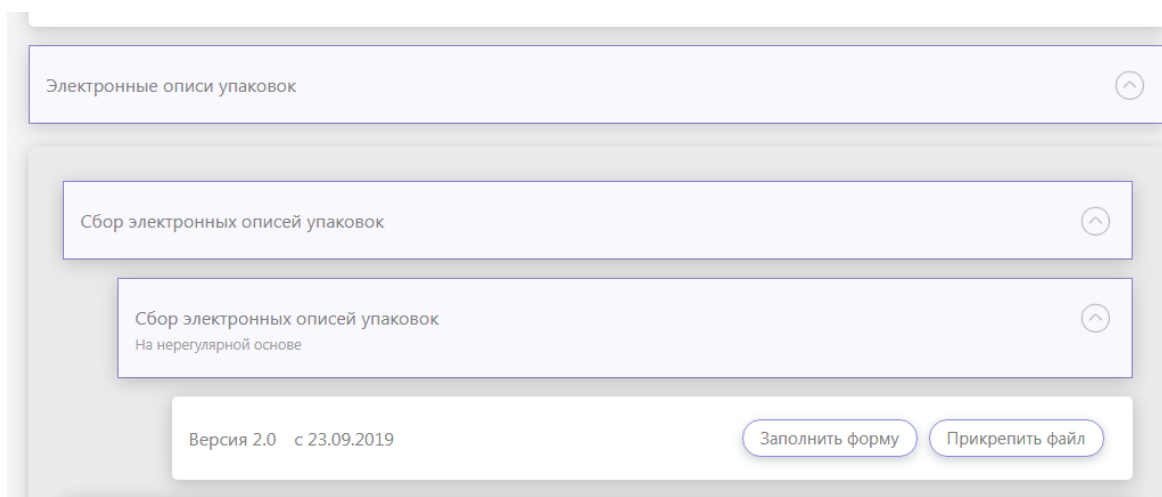 Электронные описи упаковок
Сбор электронных описей упаковок
Сбор электронных описей упаковок
На нерегулярной основе
Версия 2.0 с 23.09.2019 Заполнить форму Прикрепить файл